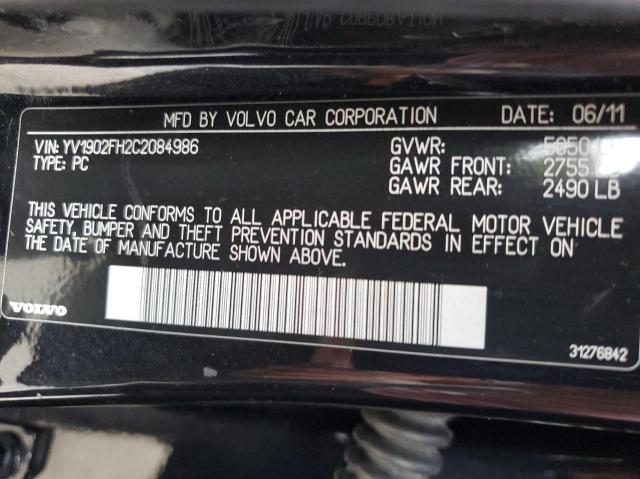 MFD BY VOLVO CAR CORPORATION DATE: 06/11
VIN: YV1902FH2C2084986 GVWR: 5050
TYPE: PC GAWR FRONT: 2755
GAWR REAR: 2490 LB
THIS VEHICLE CONFORMS TO ALL APPLICABLE FEDERAL MOTOR VEHICLE
SAFETY, BUMPER AND THEFT PREVENTION STANDARDS IN EFFECT ON
THE DATE OF MANUFACTURE SHOWN ABOVE.
VOLVO
31276842